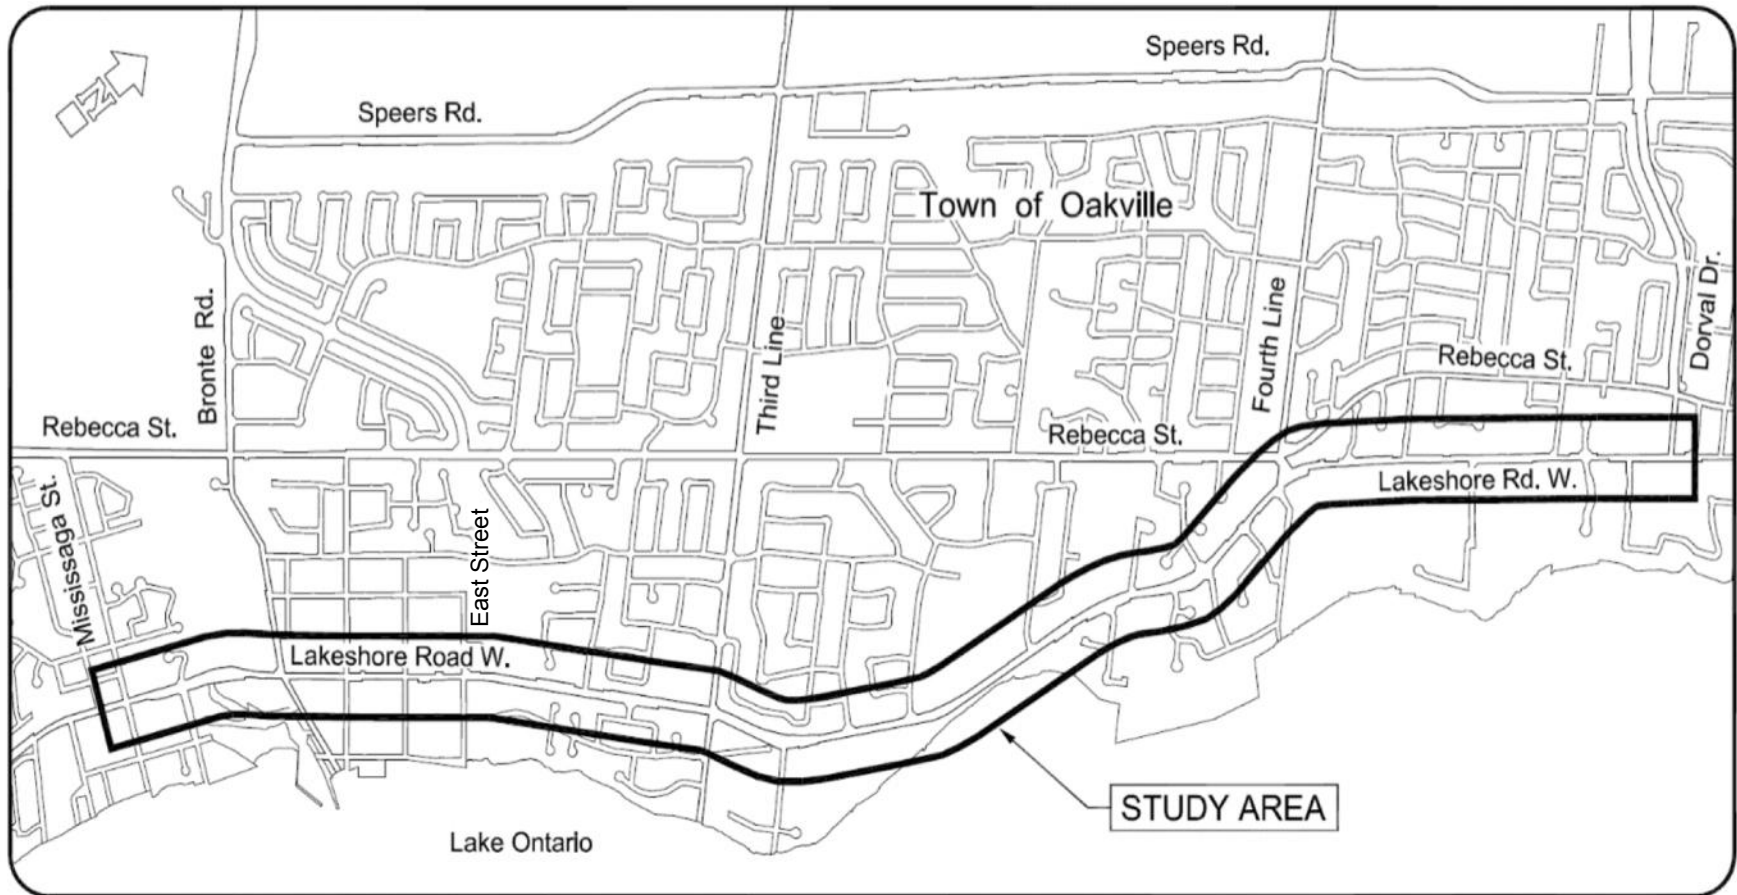 Speers Rd.
Speers Rd.
N
Town of Oakville
Bronte Rd.
Third Line
Fourth Line
Dorval Dr.
Rebecca St.
Rebecca St.
Rebecca St.
Lakeshore Rd. W.
Mississaga St.
East Street
Lakeshore Road W.
STUDY AREA
Lake Ontario